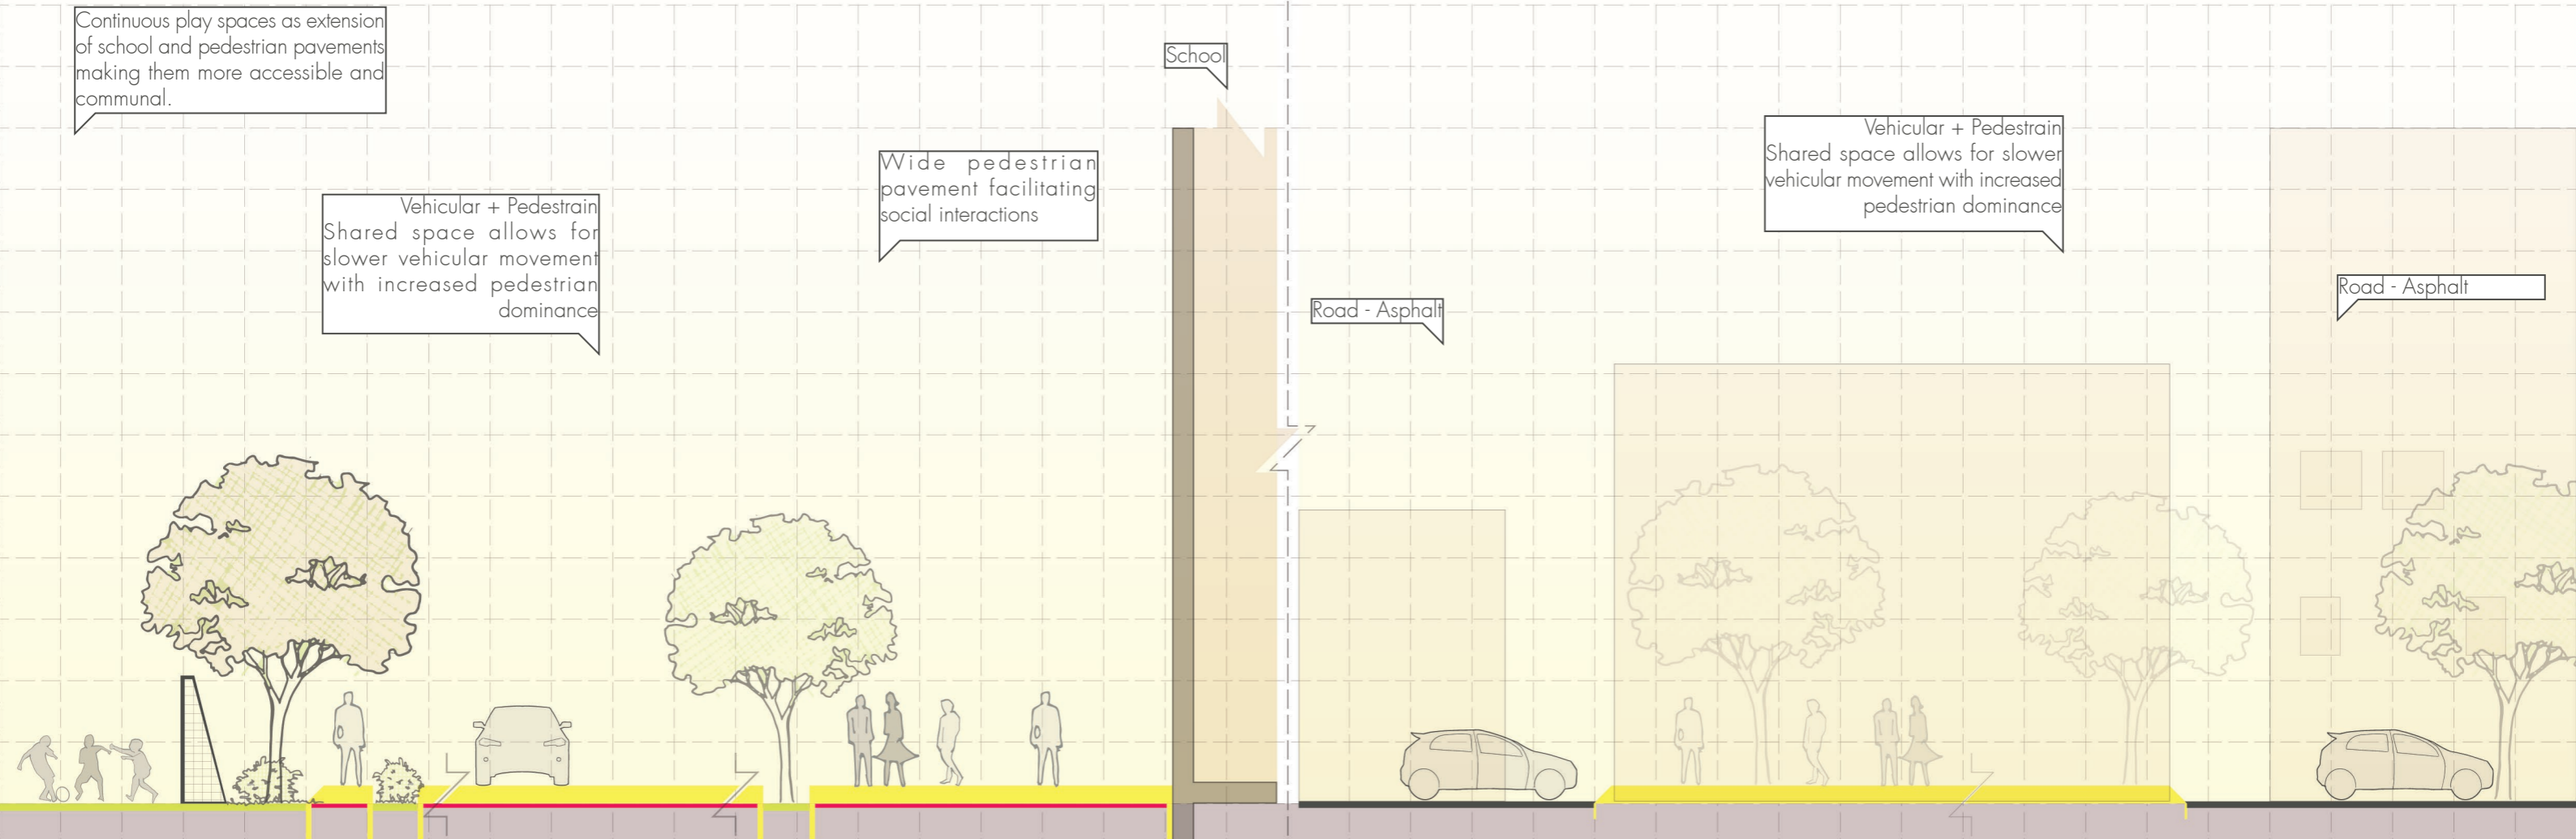 Continuous play spaces as extension
of school and pedestrian pavements
making them more accessible and
communal.
Vehicular + Pedestrain
Shared space allows for
slower vehicular movement
with increased pedestrian
dominance
Wide pedestrian
pavement facilitating
social interactions
School
Road - Asphalt
Vehicular + Pedestrain
Shared space allows for slower
vehicular movement with increased
pedestrian dominance
Road - Asphalt